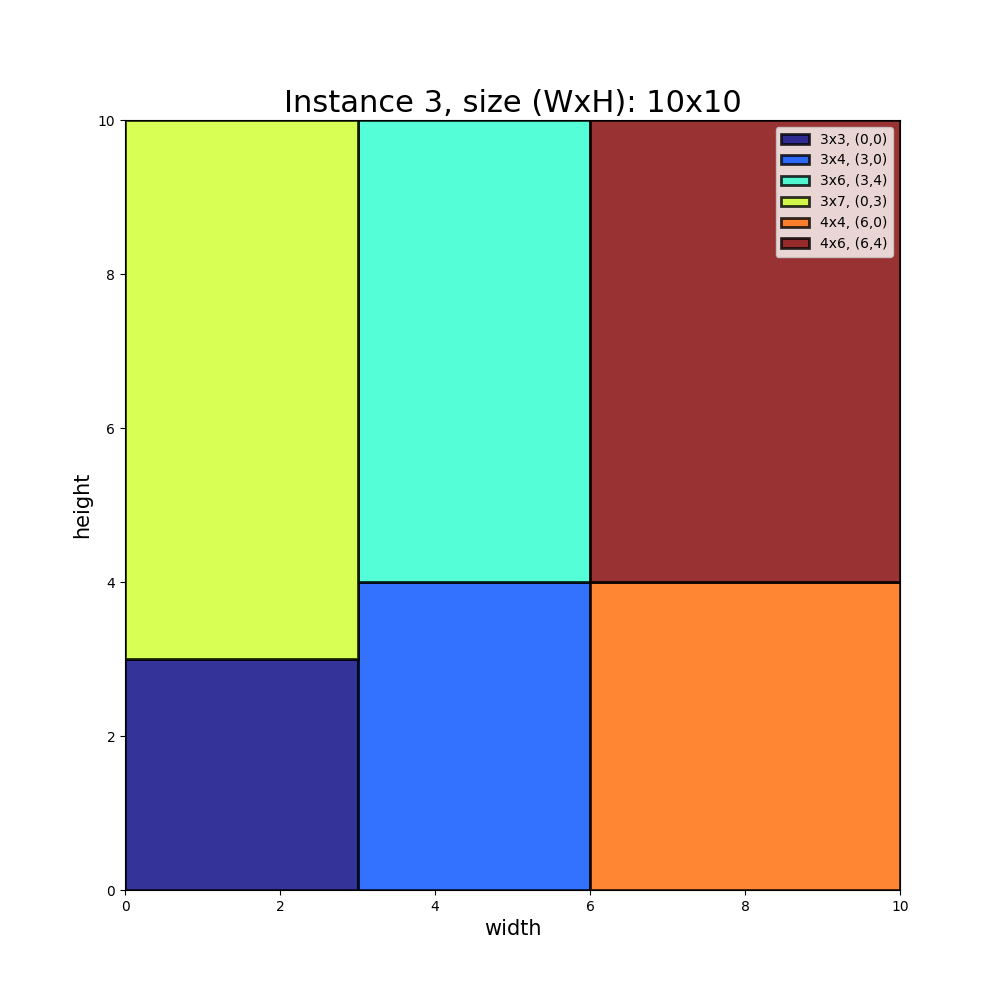 Instance 3, size (WxH): 10x10
3x3, (0,0)
3x4, (3,0)
3x6, (3,4)
3x7, (0,3)
4x4, (6,0)
4x6, (6,4)
height
10
8
6
4
2
0
0 2 4 6 8 10
width